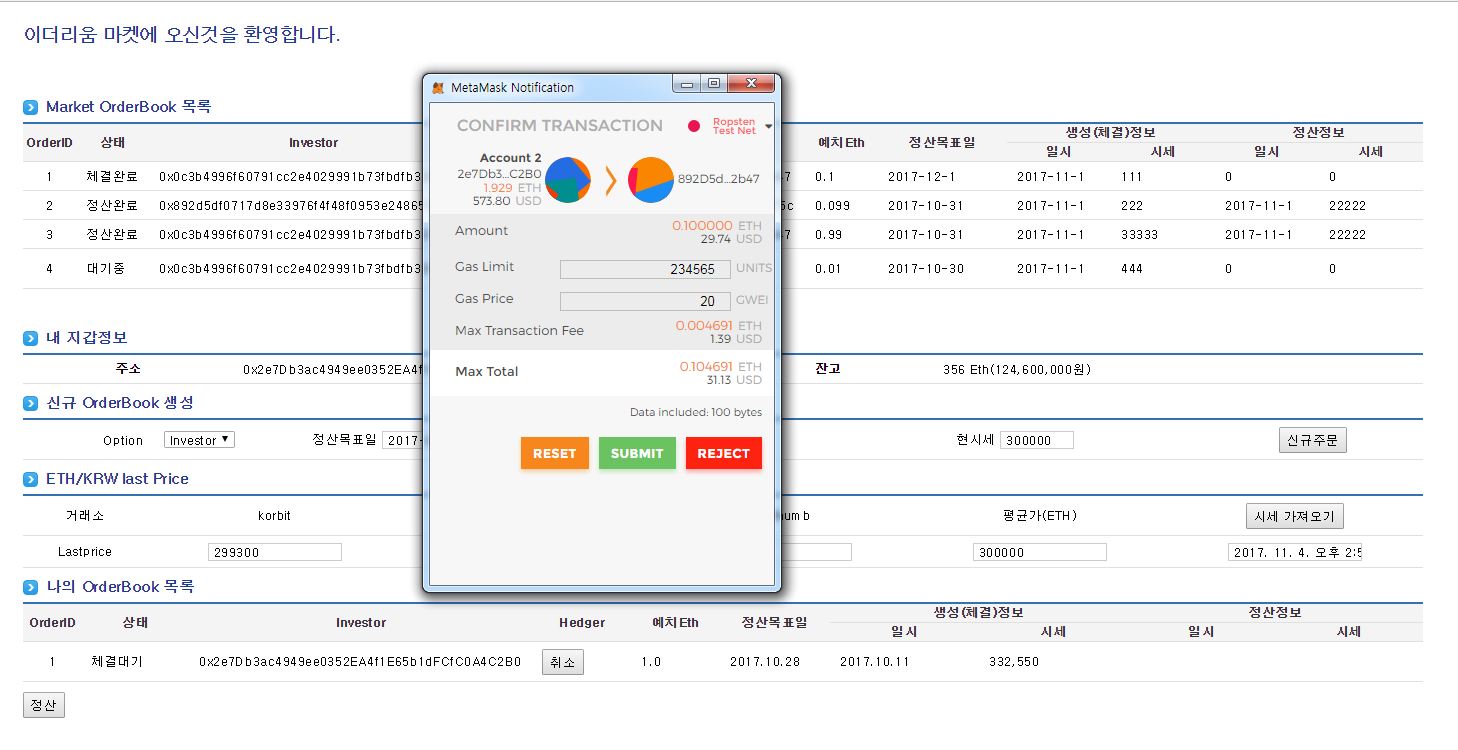 이더리움 마켓에 오신것을 환영합니다.
Market OrderBook 목록
OrderID 상태 Investor 예치 Eth 정산목표일 생성(체결)정보 정산정보
일시 시세 일시 시세
1 체결완료 0x0c3b4996f60791cc2e4029991b73fbdfb3 47 0.1 2017-12-1 2017-11-1 111 0 0
2 정산완료 0x892d5df0717d8e33976f4f48f0953e24865 5c 0.099 2017-10-31 2017-11-1 222 2017-11-1 22222
3 정산완료 0x0c3b4996f60791cc2e4029991b73fbdfb3 47 0.99 2017-10-31 2017-11-1 33333 2017-11-1 22222
4 대기중 0x0c3b4996f60791cc2e4029991b73fbdfb3 0.01 2017-10-30 2017-11-1 444 0 0
내 지갑정보
주소 0x2e7Db3ac4949ee0352EA4f 잔고 356 Eth(124,600,000원)
신규 OrderBook 생성
Option Investor 정산목표일 2017- 현시세 300000 신규주문
ETH/KRW last Price
거래소 korbit umb 평균가(ETH) 시세 가져오기
Lastprice 299300 300000 2017. 11. 4. 오후 2:5
나의 OrderBook 목록
OrderID 상태 Investor Hedger 예치 Eth 정산목표일 생성(체결)정보 정산정보
일시 시세 일시 시세
1 체결대기 0x2e7Db3ac4949ee0352EA4f1E65b1dFCfC0A4C2B0 취소 1.0 2017.10.28 2017.10.11 332,550
정산
MetaMask Notification
CONFIRM TRANSACTION
Ropsten
Test Net
Account 2
2e7Db3...C2B0
1.929 ETH
573.80 USD
892D5d...2b47
Amount 0.100000 ETH
29.74 USD
Gas Limit 234565 UNITS
Gas Price 20 GWEI
Max Transaction Fee 0.004691 ETH
1.39 USD
Max Total 0.104691 ETH
31.13 USD
Data included: 100 bytes
RESET SUBMIT REJECT